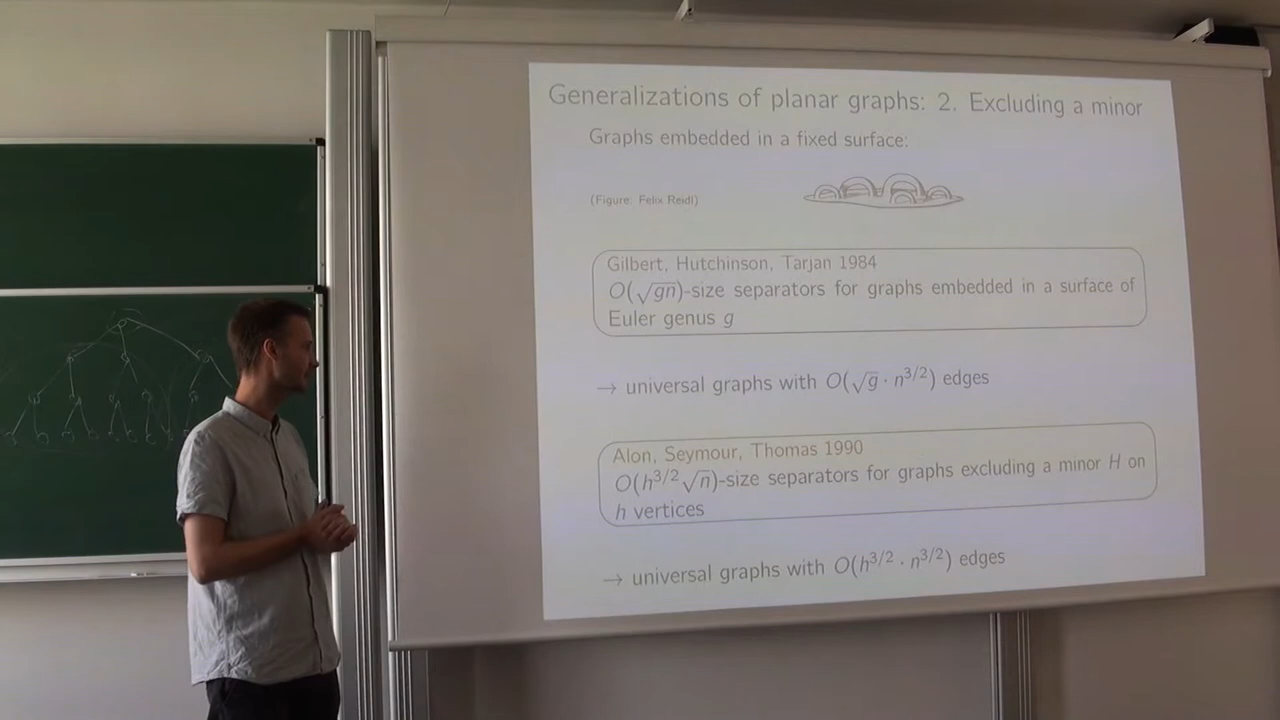 Generalizations of planar graphs: 2. Excluding a minor
Graphs embedded in a fixed surface:
(Figure: Felix Reidl)
Gilbert, Hutchinson, Tarjan 1984
O(√gn)-size separators for graphs embedded in a surface of
Euler genus g
→ universal graphs with O(√g · n^3/2) edges
Alon, Seymour, Thomas 1990
O(h^3/2 √n)-size separators for graphs excluding a minor H on
h vertices
→ universal graphs with O(h^3/2 · n^3/2) edges